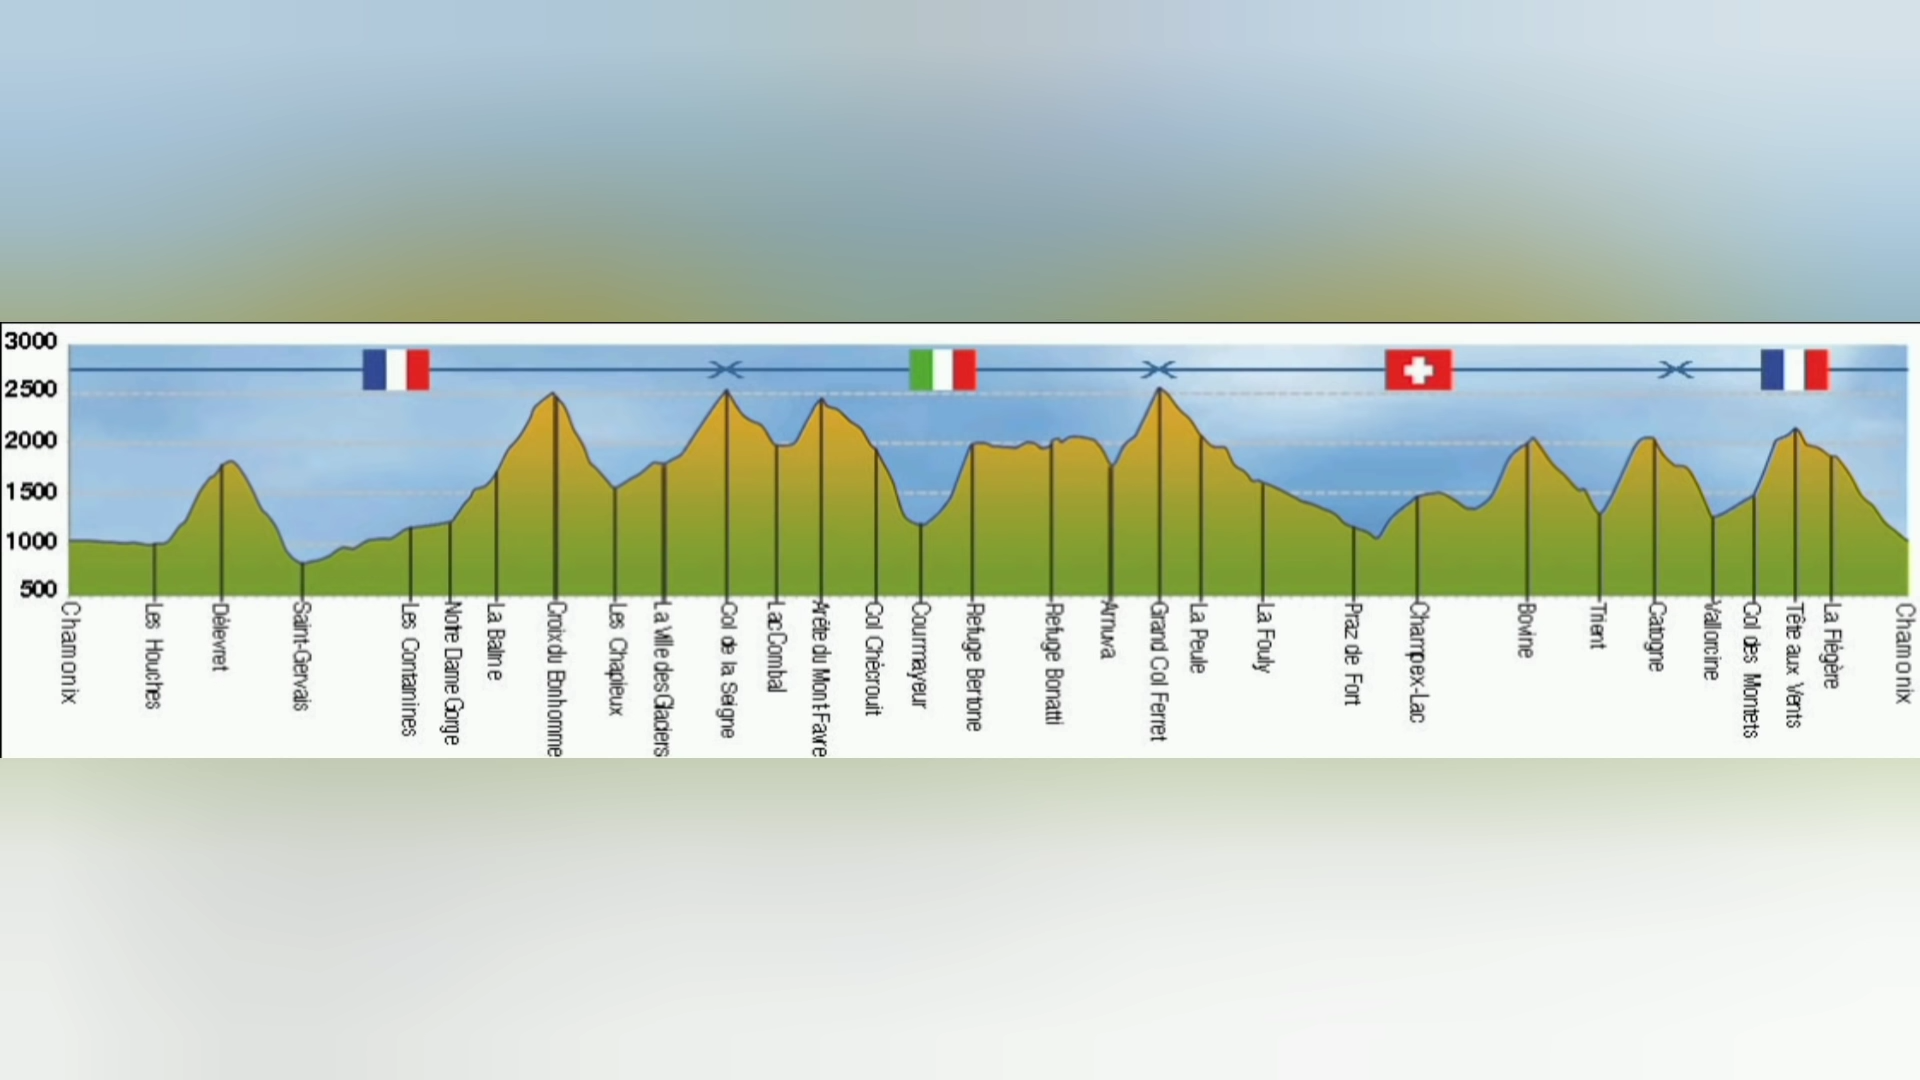 3000
2500
2000
1500
1000
500
Chamonix
Les Houches
Délevret
Saint-Gervais
Les Contamines
Notre Dame Gorge
La Balme
Croix du Bonhomme
Les Chapieux
La Ville des Glaciers
Col de la Seigne
Lac Combal
Arête du Mont-Favre
Col Chécrouit
Courmayeur
Refuge Bertone
Refuge Bonatti
Arnuva
Grand Col Ferret
La Peule
La Fouly
Praz de Fort
Champex-Lac
Bovine
Trient
Catogne
Vallorcine
Col des Montets
Tête aux Vents
La Flégère
Chamonix